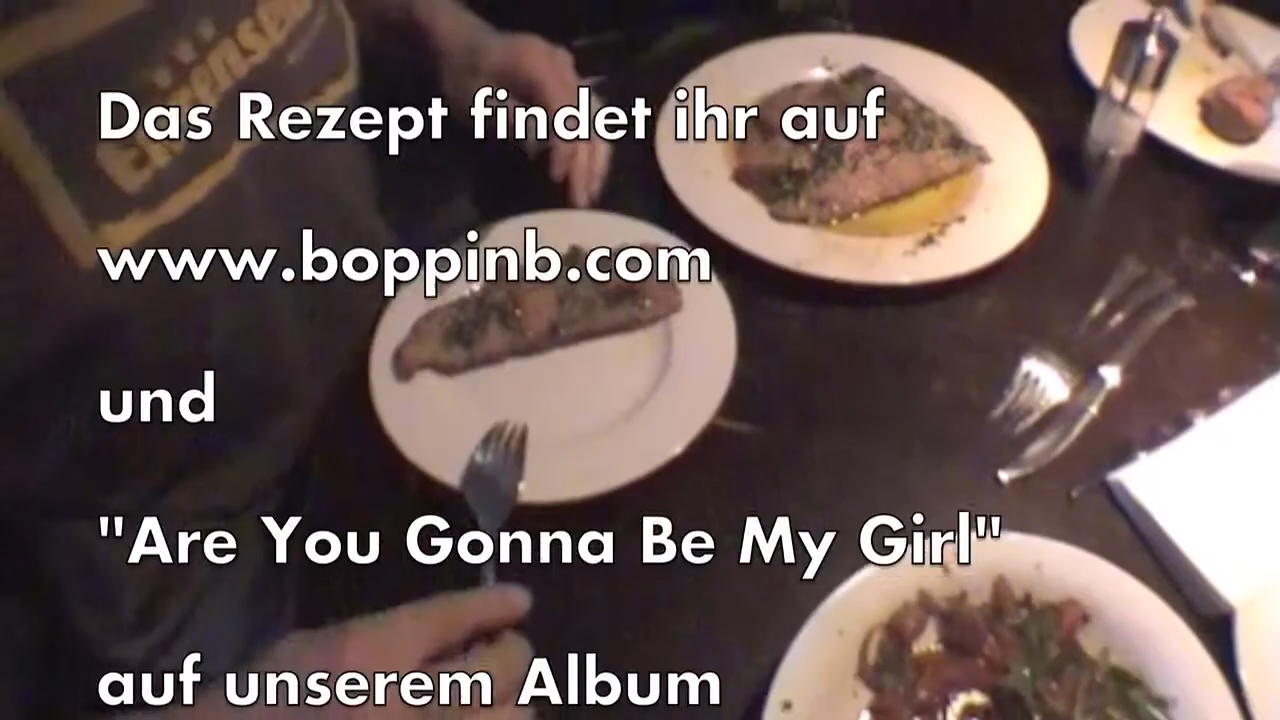 Das Rezept findet ihr auf
www.boppinb.com
und
"Are You Gonna Be My Girl"
auf unserem Album